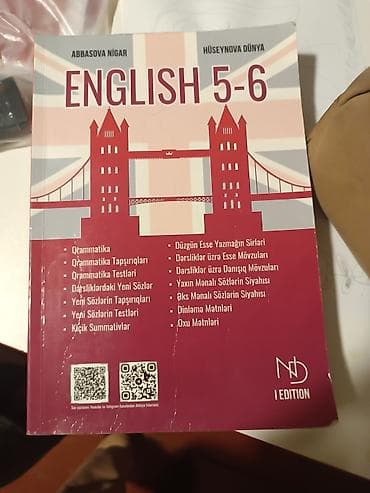 ABBASOVA NİGAR
HÜSEYNOVA DÜNYA
ENGLISH 5-6
• Qrammatika
• Qrammatika Tapşırıqları
• Qrammatika Testləri
• Dərsliklərdəki Yeni Sözlər
• Yeni Sözlərin Tapşırıqları
• Yeni Sözlərin Testləri
• Kiçik Summativlər
• Düzgün Esse Yazmağın Sirləri
• Dərsliklər üzrə Esse Mövzuları
• Dərsliklər üzrə Danışıq Mövzuları
• Yaxın Mənalı Sözlərin Siyahısı
• Əks Mənalı Sözlərin Siyahısı
• Dinləmə Mətnləri
• Oxu Mətnləri
ND
I EDITION